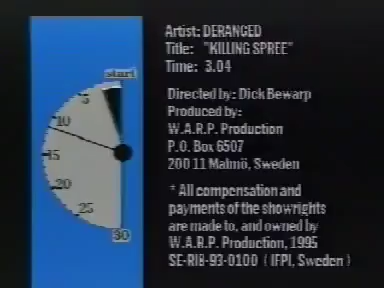 Artist: DERANGED
Title: "KILLING SPREE"
Time: 3.04
Directed by: Dick Bewarp
Produced by:
W.A.R.P. Production
P.O. Box 6507
200 11 Malmö, Sweden
* All compensation and
payments of the showrights
are made to, and owned by
W.A.R.P. Production, 1995
SE-RI8-93-0100 ( IFPI, Sweden )
start
5
10
15
20
25
30